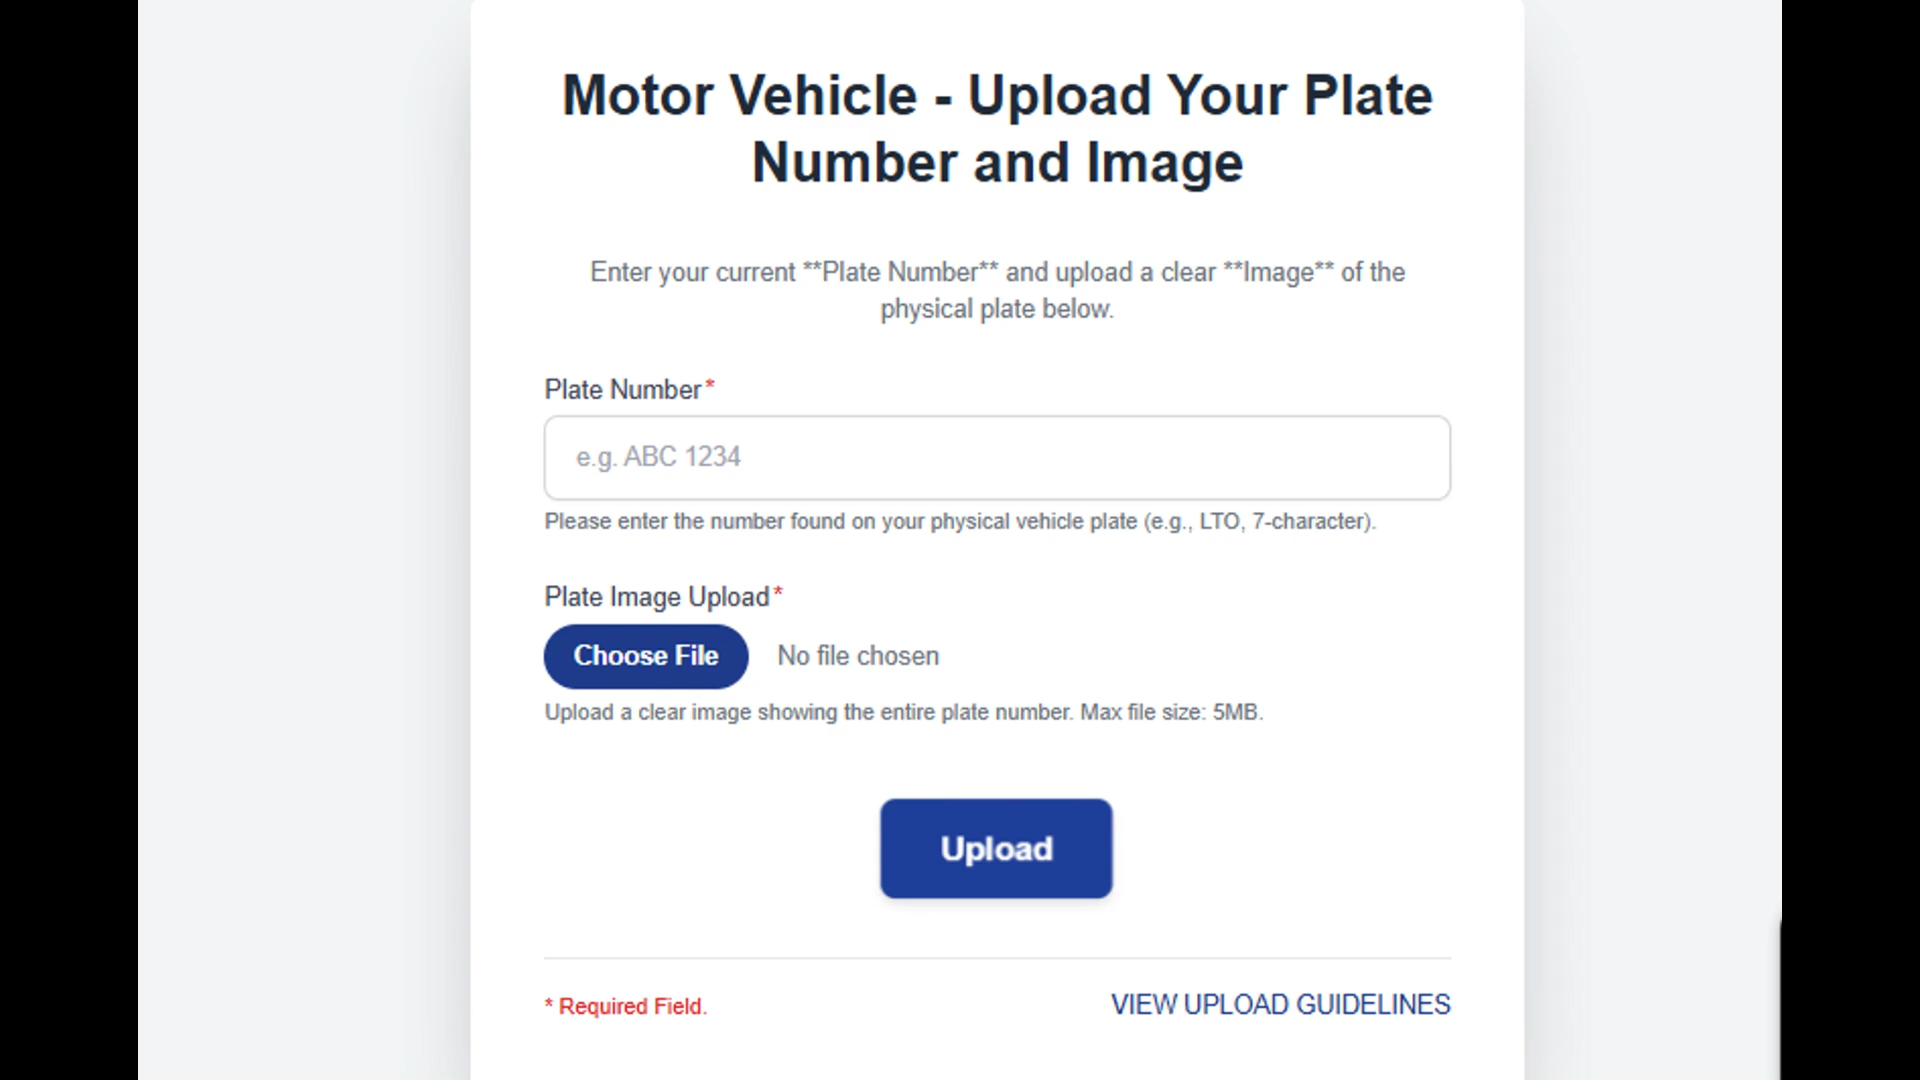 Motor Vehicle - Upload Your Plate
Number and Image
Enter your current **Plate Number** and upload a clear **Image** of the
physical plate below.
Plate Number*
e.g. ABC 1234
Please enter the number found on your physical vehicle plate (e.g., LTO, 7-character).
Plate Image Upload*
Choose File No file chosen
Upload a clear image showing the entire plate number. Max file size: 5MB.
Upload
* Required Field. VIEW UPLOAD GUIDELINES